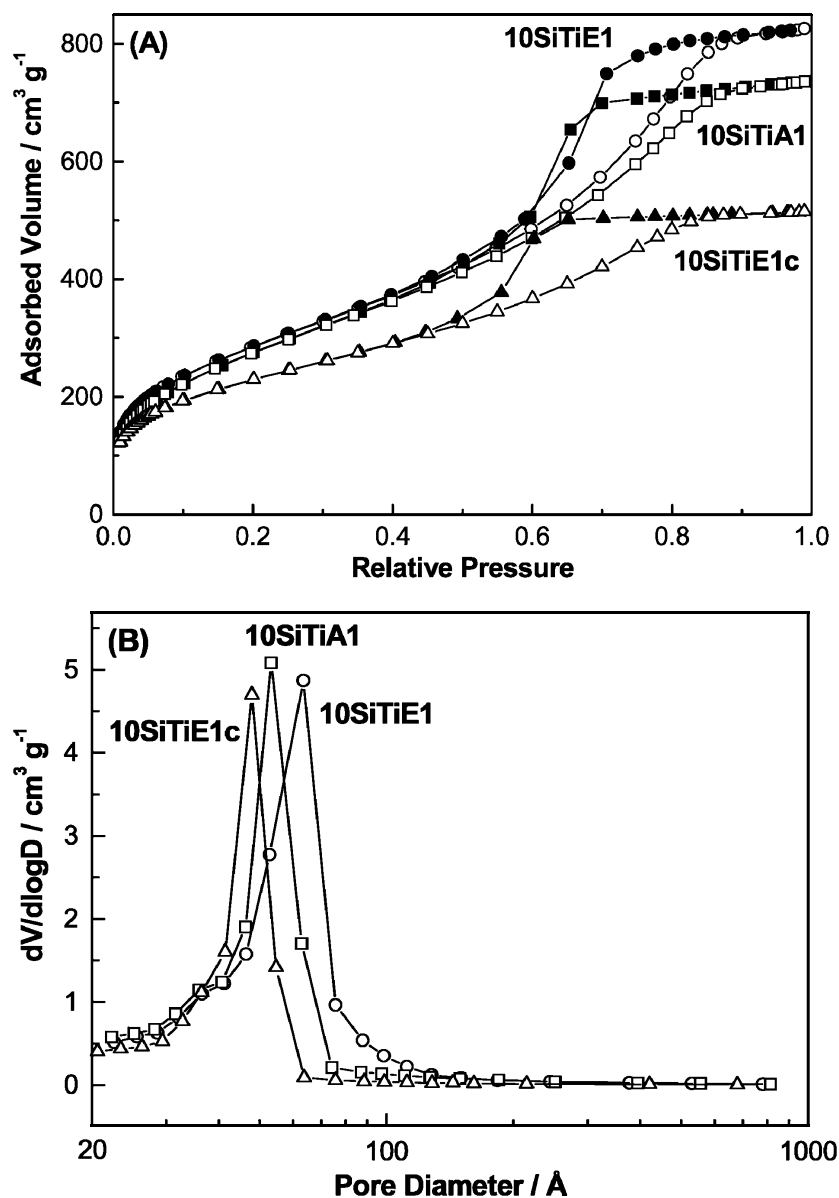 (A)
10SiTiE1
10SiTiA1
10SiTiE1c
800
600
400
200
0
Adsorbed Volume / cm³ g⁻¹
0.0 0.2 0.4 0.6 0.8 1.0
Relative Pressure
(B)
10SiTiA1
10SiTiE1
10SiTiE1c
5
4
3
2
1
0
dV/dlogD / cm³ g⁻¹
20 100 1000
Pore Diameter / Å